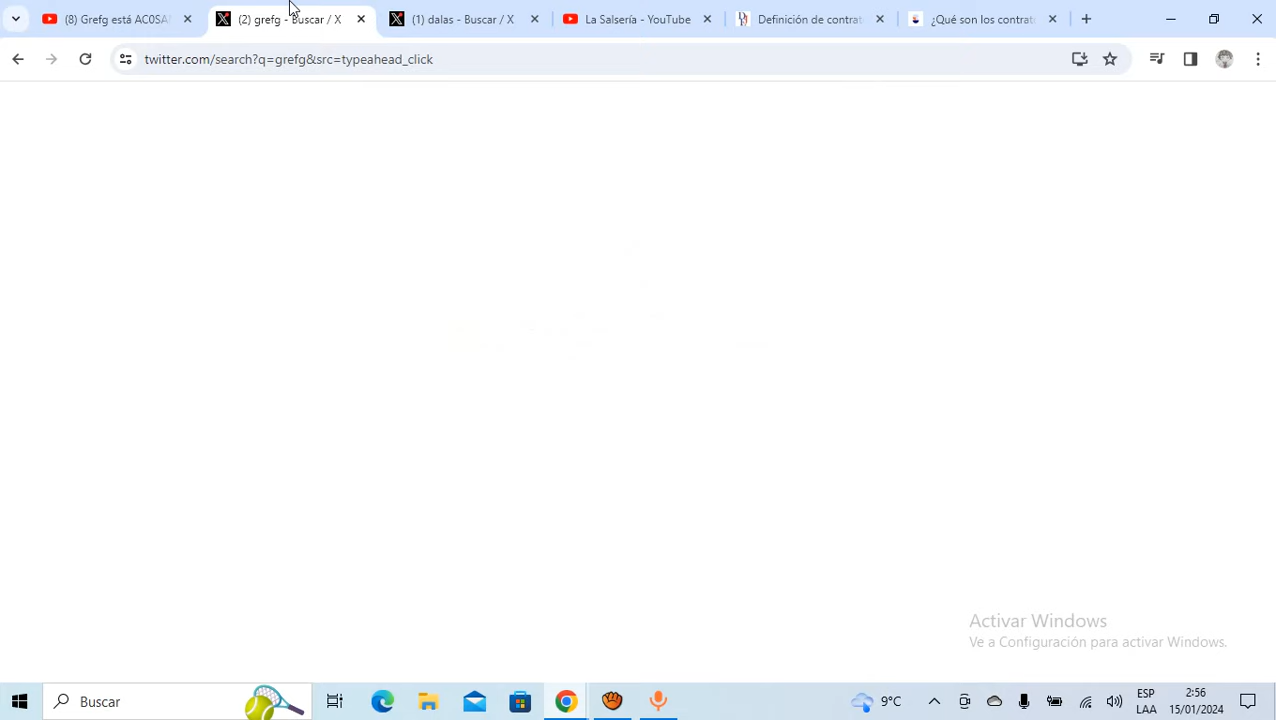 (8) Grefg está AC0SA
(2) grefg - Buscar / X
(1) dalas - Buscar / X
La Salsería - YouTube
Definición de contrat
¿Qué son los contrat
twitter.com/search?q=grefg&src=typeahead_click
Activar Windows
Ve a Configuración para activar Windows.
Buscar
9°C
ESP
LAA
2:56
15/01/2024